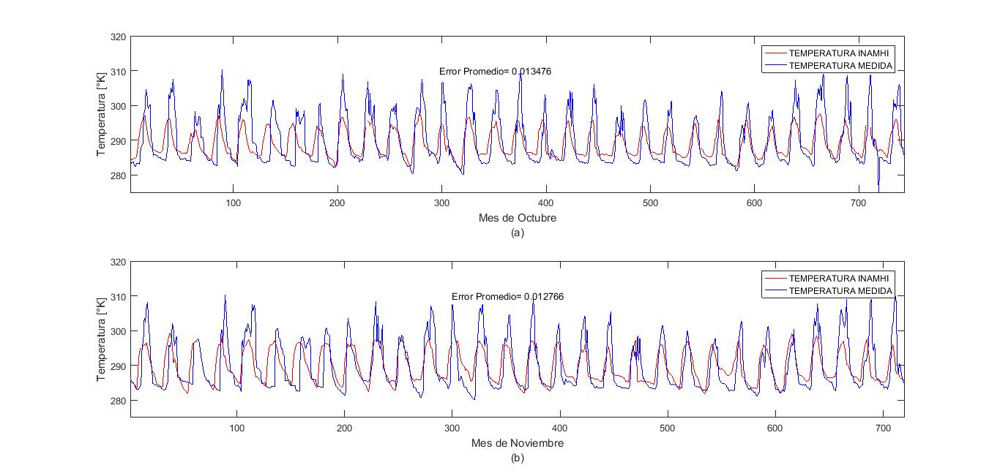 320
310
300
290
280
Temperatura [°K]
Error Promedio= 0.013476
TEMPERATURA INAMHI
TEMPERATURA MEDIDA
100 200 300 400 500 600 700
Mes de Octubre
(a)
320
310
300
290
280
Temperatura [°K]
Error Promedio= 0.012766
TEMPERATURA INAMHI
TEMPERATURA MEDIDA
100 200 300 400 500 600 700
Mes de Noviembre
(b)